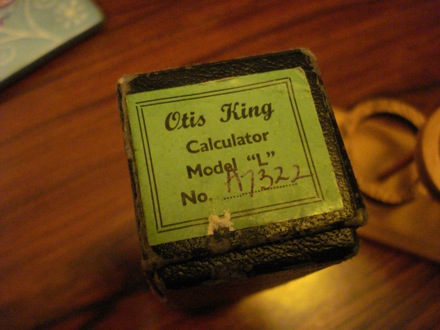 Otis King
Calculator
Model "L"
No. A7322